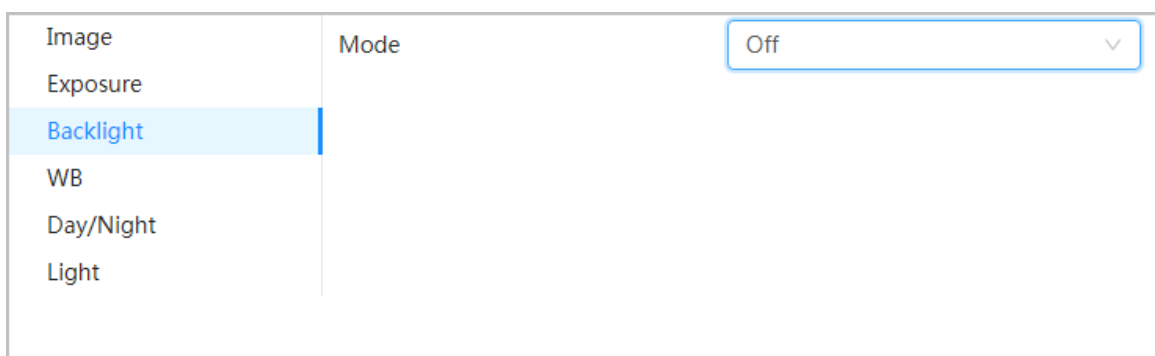 Image
Mode
Off
Exposure
Backlight
WB
Day/Night
Light